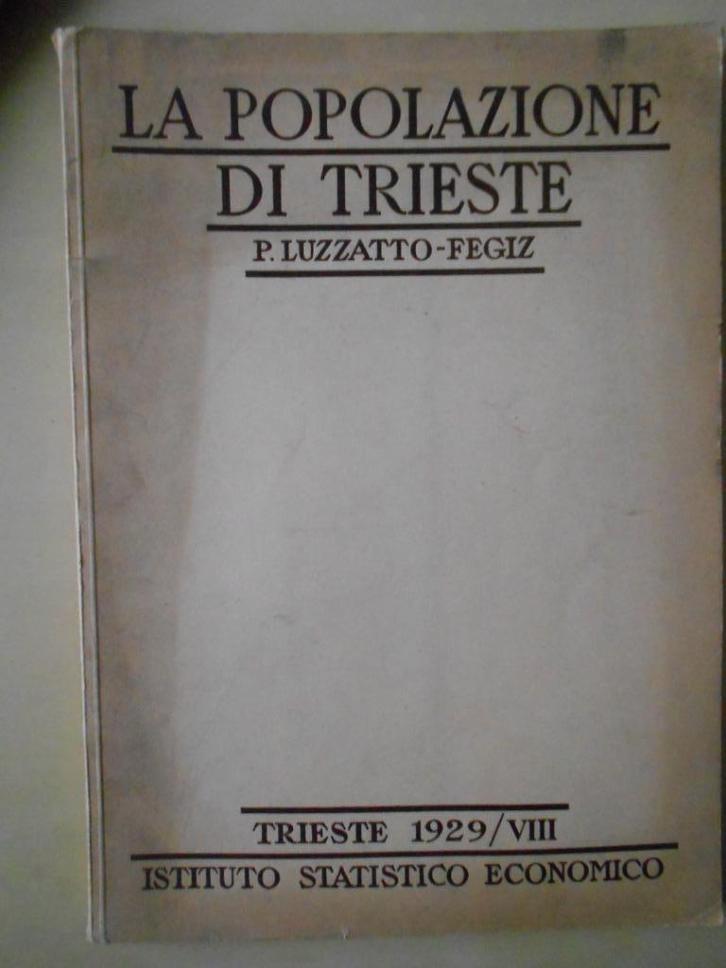 LA POPOLAZIONE
DI TRIESTE
P. LUZZATTO-FEGIZ
TRIESTE 1929/VIII
ISTITUTO STATISTICO ECONOMICO